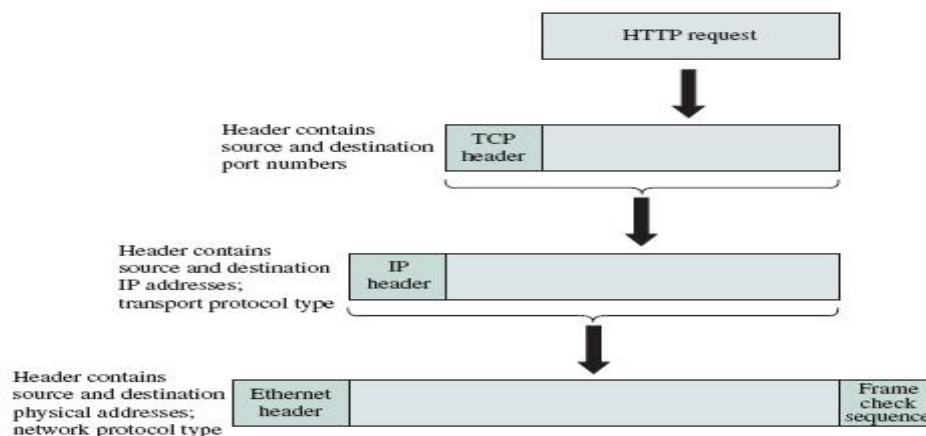 HTTP request
Header contains
source and destination
port numbers
TCP
header
Header contains
source and destination
IP addresses;
transport protocol type
IP
header
Header contains
source and destination
physical addresses;
network protocol type
Ethernet
header
Frame
check
sequence